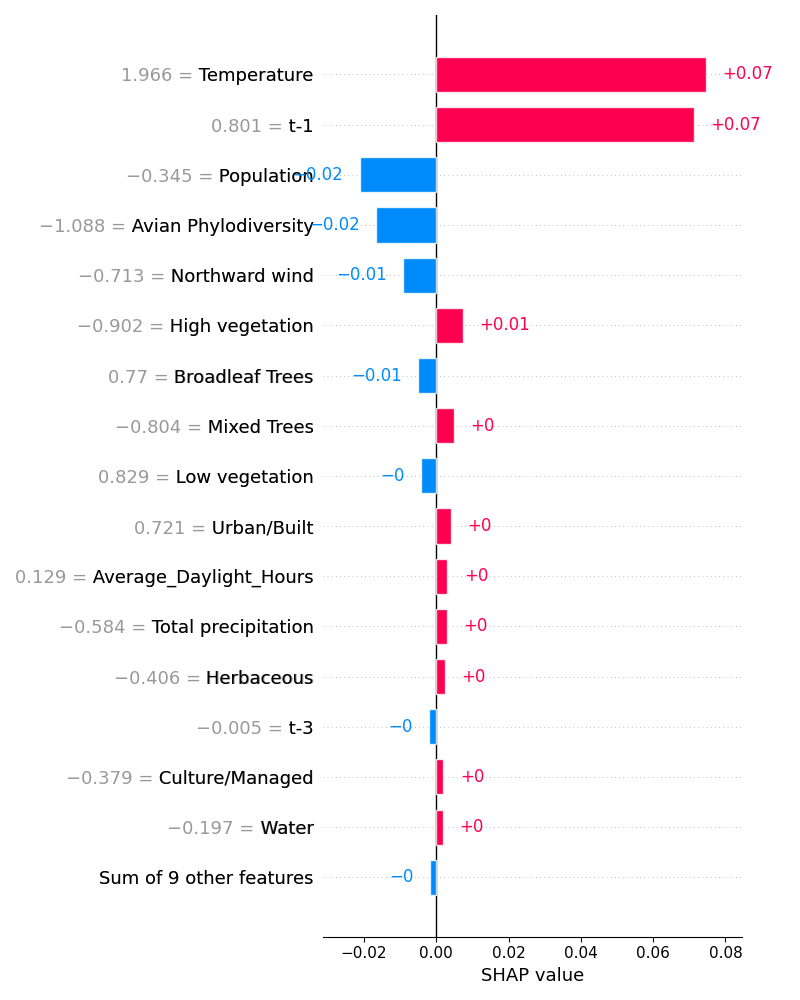 1.966 = Temperature +0.07
0.801 = t-1 +0.07
−0.345 = Population −0.02
−1.088 = Avian Phylodiversity −0.02
−0.713 = Northward wind −0.01
−0.902 = High vegetation +0.01
0.77 = Broadleaf Trees −0.01
−0.804 = Mixed Trees +0
0.829 = Low vegetation −0
0.721 = Urban/Built +0
0.129 = Average_Daylight_Hours +0
−0.584 = Total precipitation +0
−0.406 = Herbaceous +0
−0.005 = t-3 −0
−0.379 = Culture/Managed +0
−0.197 = Water +0
Sum of 9 other features −0
−0.02 0.00 0.02 0.04 0.06 0.08
SHAP value